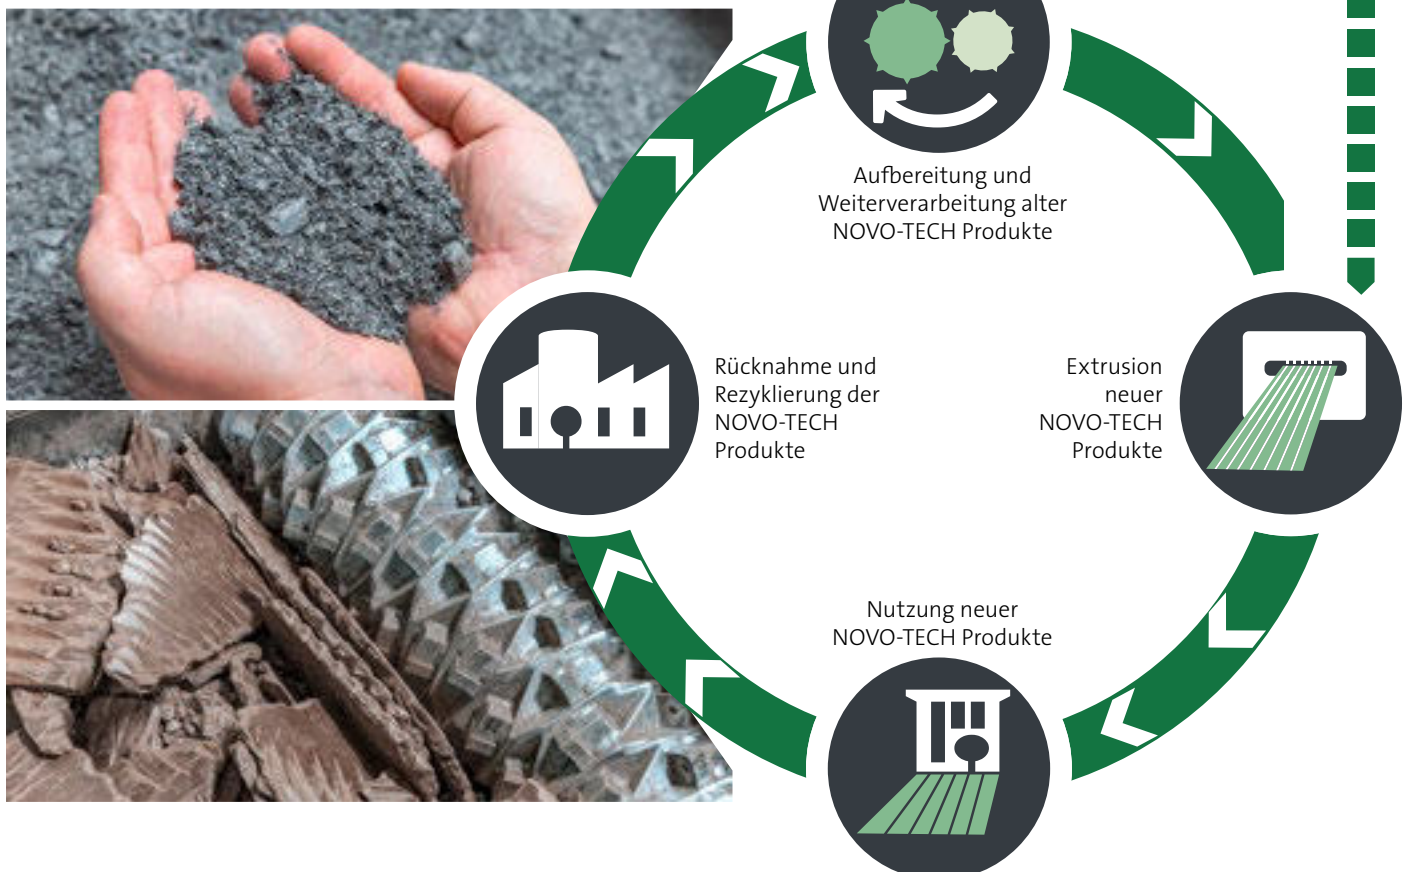 Aufbereitung und
Weiterverarbeitung alter
NOVO-TECH Produkte
Rücknahme und
Rezyklierung der
NOVO-TECH
Produkte
Extrusion
neuer
NOVO-TECH
Produkte
Nutzung neuer
NOVO-TECH Produkte